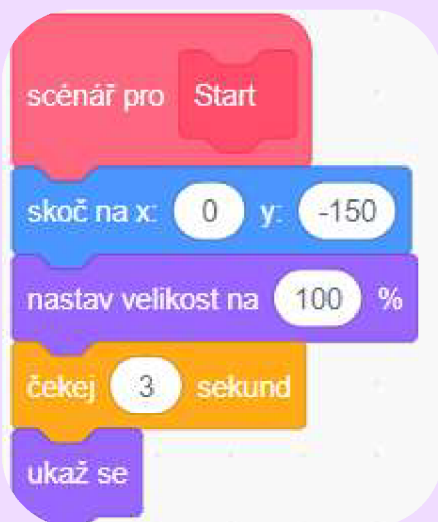 scénář pro Start
skoč na x: 0 y: -150
nastav velikost na 100 %
čekej 3 sekund
ukaž se